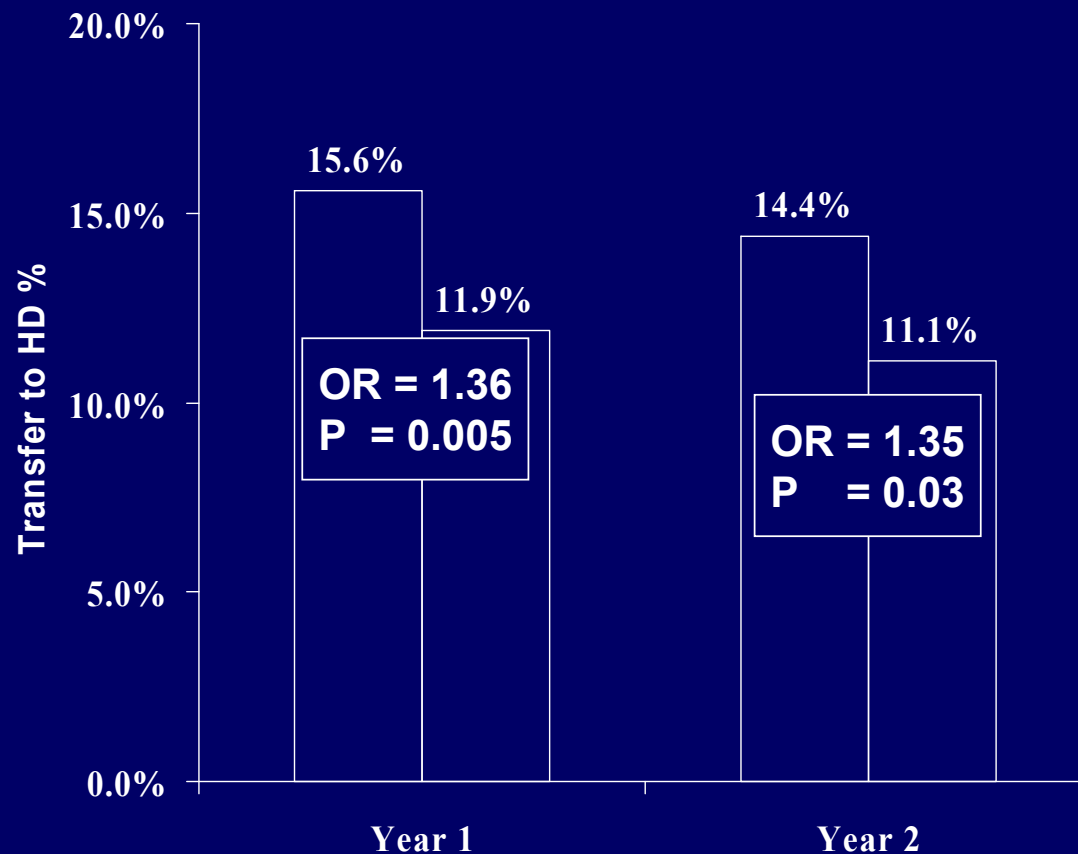 Transfer to HD %
20.0%
15.0%
10.0%
5.0%
0.0%
15.6%
11.9%
OR = 1.36
P = 0.005
14.4%
11.1%
OR = 1.35
P = 0.03
Year 1
Year 2